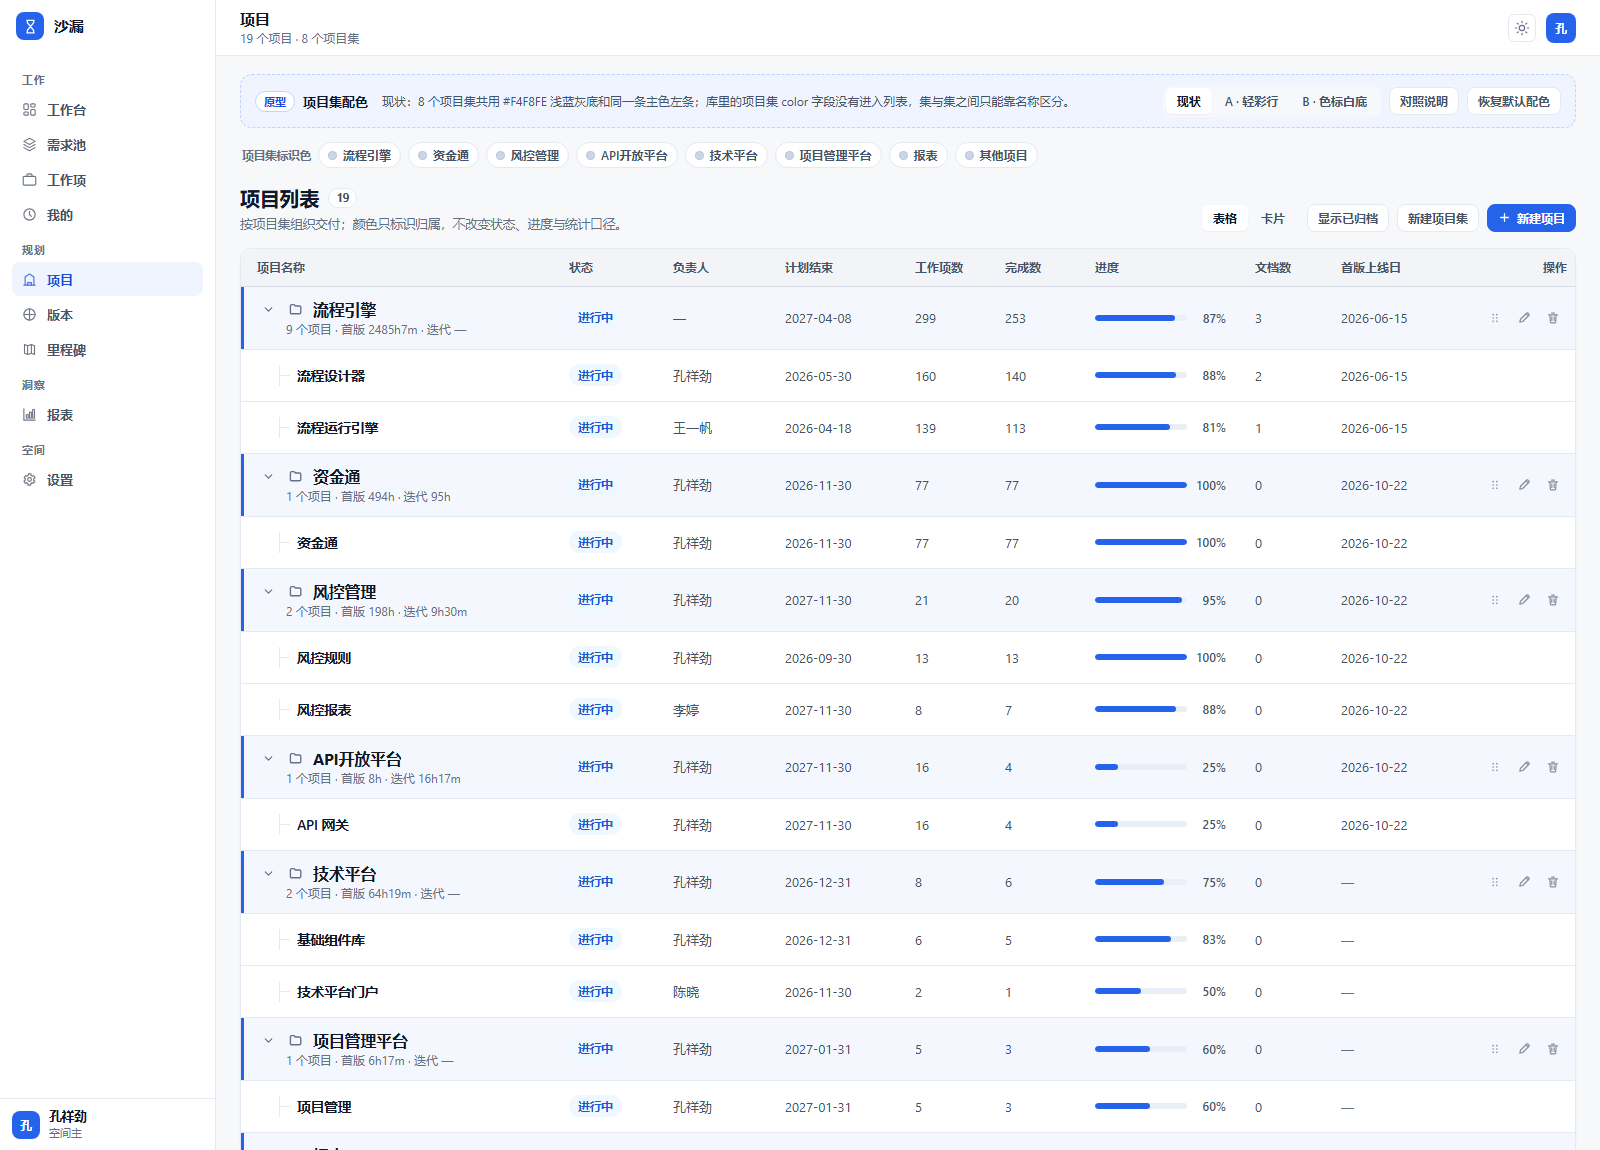 沙漏
工作
工作台
需求池
工作项
我的
规划
项目
版本
里程碑
洞察
报表
空间
设置
孔
孔祥劲
空间主
项目
19 个项目 · 8 个项目集
孔
原型 项目集配色 现状：8 个项目集共用 #F4F8FE 浅蓝灰底和同一条主色左条；库里的项目集 color 字段没有进入列表，集与集之间只能靠名称区分。 现状 A · 轻彩行 B · 色标白底 对照说明 恢复默认配色
项目集标识色 流程引擎 资金通 风控管理 API开放平台 技术平台 项目管理平台 报表 其他项目
项目列表 19
按项目集组织交付；颜色只标识归属，不改变状态、进度与统计口径。
表格 卡片 显示已归档 新建项目集 + 新建项目
项目名称 状态 负责人 计划结束 工作项数 完成数 进度 文档数 首版上线日 操作
流程引擎 进行中 — 2027-04-08 299 253 87% 3 2026-06-15
9 个项目 · 首版 2485h7m · 迭代 —
流程设计器 进行中 孔祥劲 2026-05-30 160 140 88% 2 2026-06-15
流程运行引擎 进行中 王一帆 2026-04-18 139 113 81% 1 2026-06-15
资金通 进行中 孔祥劲 2026-11-30 77 77 100% 0 2026-10-22
1 个项目 · 首版 494h · 迭代 95h
资金通 进行中 孔祥劲 2026-11-30 77 77 100% 0 2026-10-22
风控管理 进行中 孔祥劲 2027-11-30 21 20 95% 0 2026-10-22
2 个项目 · 首版 198h · 迭代 9h30m
风控规则 进行中 孔祥劲 2026-09-30 13 13 100% 0 2026-10-22
风控报表 进行中 李婷 2027-11-30 8 7 88% 0 2026-10-22
API开放平台 进行中 孔祥劲 2027-11-30 16 4 25% 0 2026-10-22
1 个项目 · 首版 8h · 迭代 16h17m
API 网关 进行中 孔祥劲 2027-11-30 16 4 25% 0 2026-10-22
技术平台 进行中 孔祥劲 2026-12-31 8 6 75% 0 —
2 个项目 · 首版 64h19m · 迭代 —
基础组件库 进行中 孔祥劲 2026-12-31 6 5 83% 0 —
技术平台门户 进行中 陈晓 2026-11-30 2 1 50% 0 —
项目管理平台 进行中 孔祥劲 2027-01-31 5 3 60% 0 —
1 个项目 · 首版 6h17m · 迭代 —
项目管理 进行中 孔祥劲 2027-01-31 5 3 60% 0 —